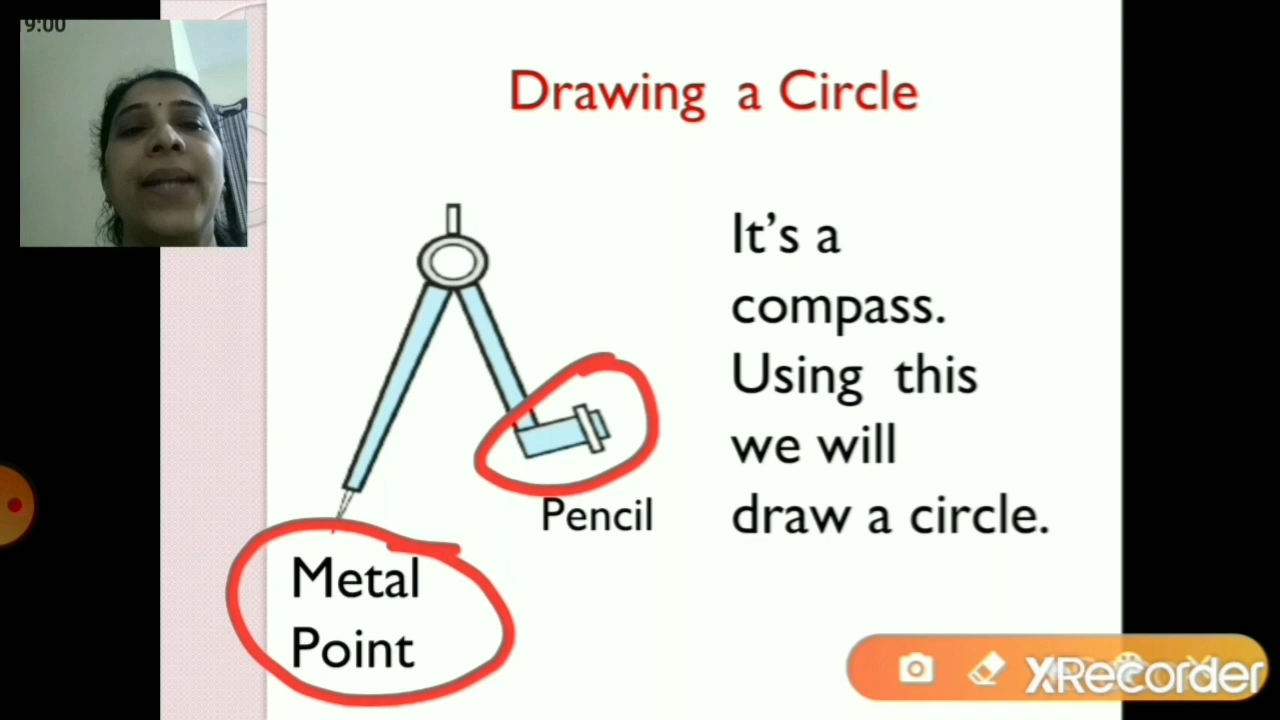 9:00
Drawing a Circle
It's a
compass.
Using this
we will
draw a circle.
Pencil
Metal
Point
XRecorder